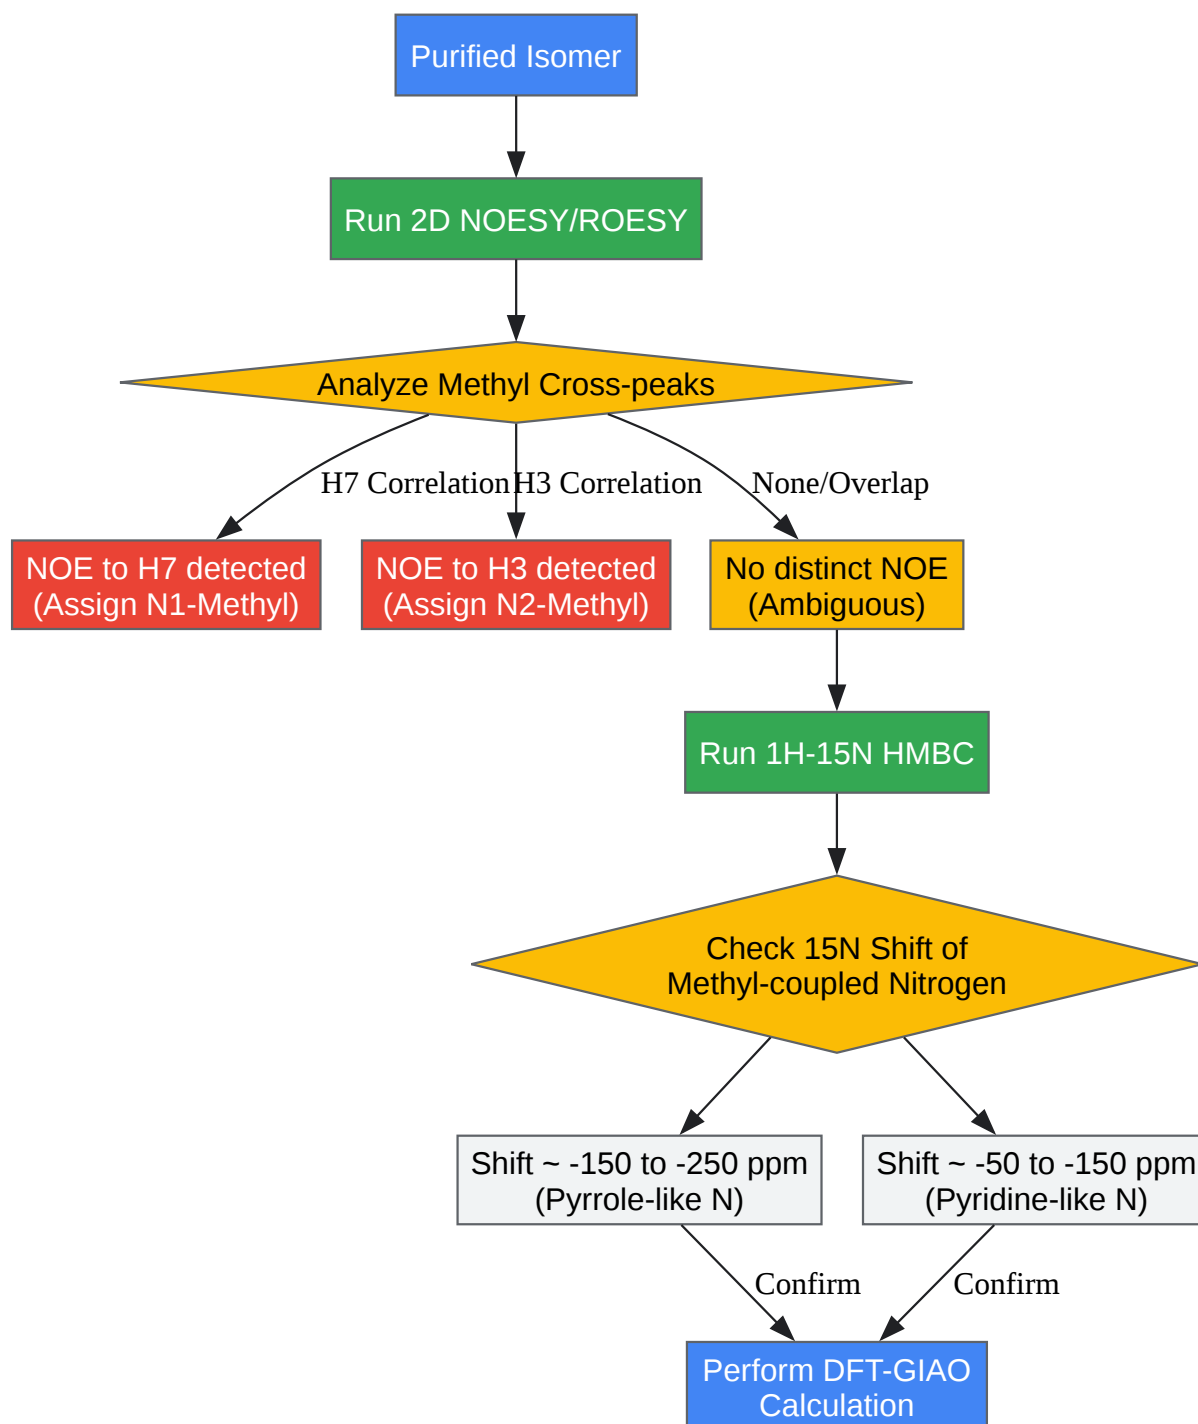 Purified Isomer
Run 2D NOESY/ROESY
Analyze Methyl Cross-peaks
H7 Correlation
H3 Correlation
None/Overlap
NOE to H7 detected
(Assign N1-Methyl)
NOE to H3 detected
(Assign N2-Methyl)
No distinct NOE
(Ambiguous)
Run 1H-15N HMBC
Check 15N Shift of
Methyl-coupled Nitrogen
Shift ~ -150 to -250 ppm
(Pyrrole-like N)
Shift ~ -50 to -150 ppm
(Pyridine-like N)
Confirm
Confirm
Perform DFT-GIAO
Calculation